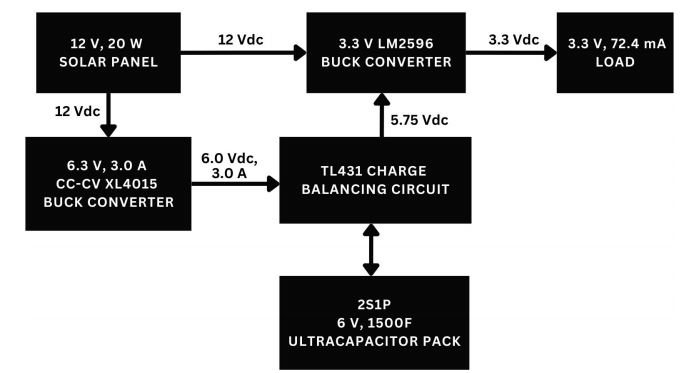 12 V, 20 W
SOLAR PANEL
12 Vdc
3.3 V LM2596
BUCK CONVERTER
3.3 Vdc
3.3 V, 72.4 mA
LOAD
12 Vdc
5.75 Vdc
6.3 V, 3.0 A
CC-CV XL4015
BUCK CONVERTER
6.0 Vdc,
3.0 A
TL431 CHARGE
BALANCING CIRCUIT
2S1P
6 V, 1500F
ULTRACAPACITOR PACK